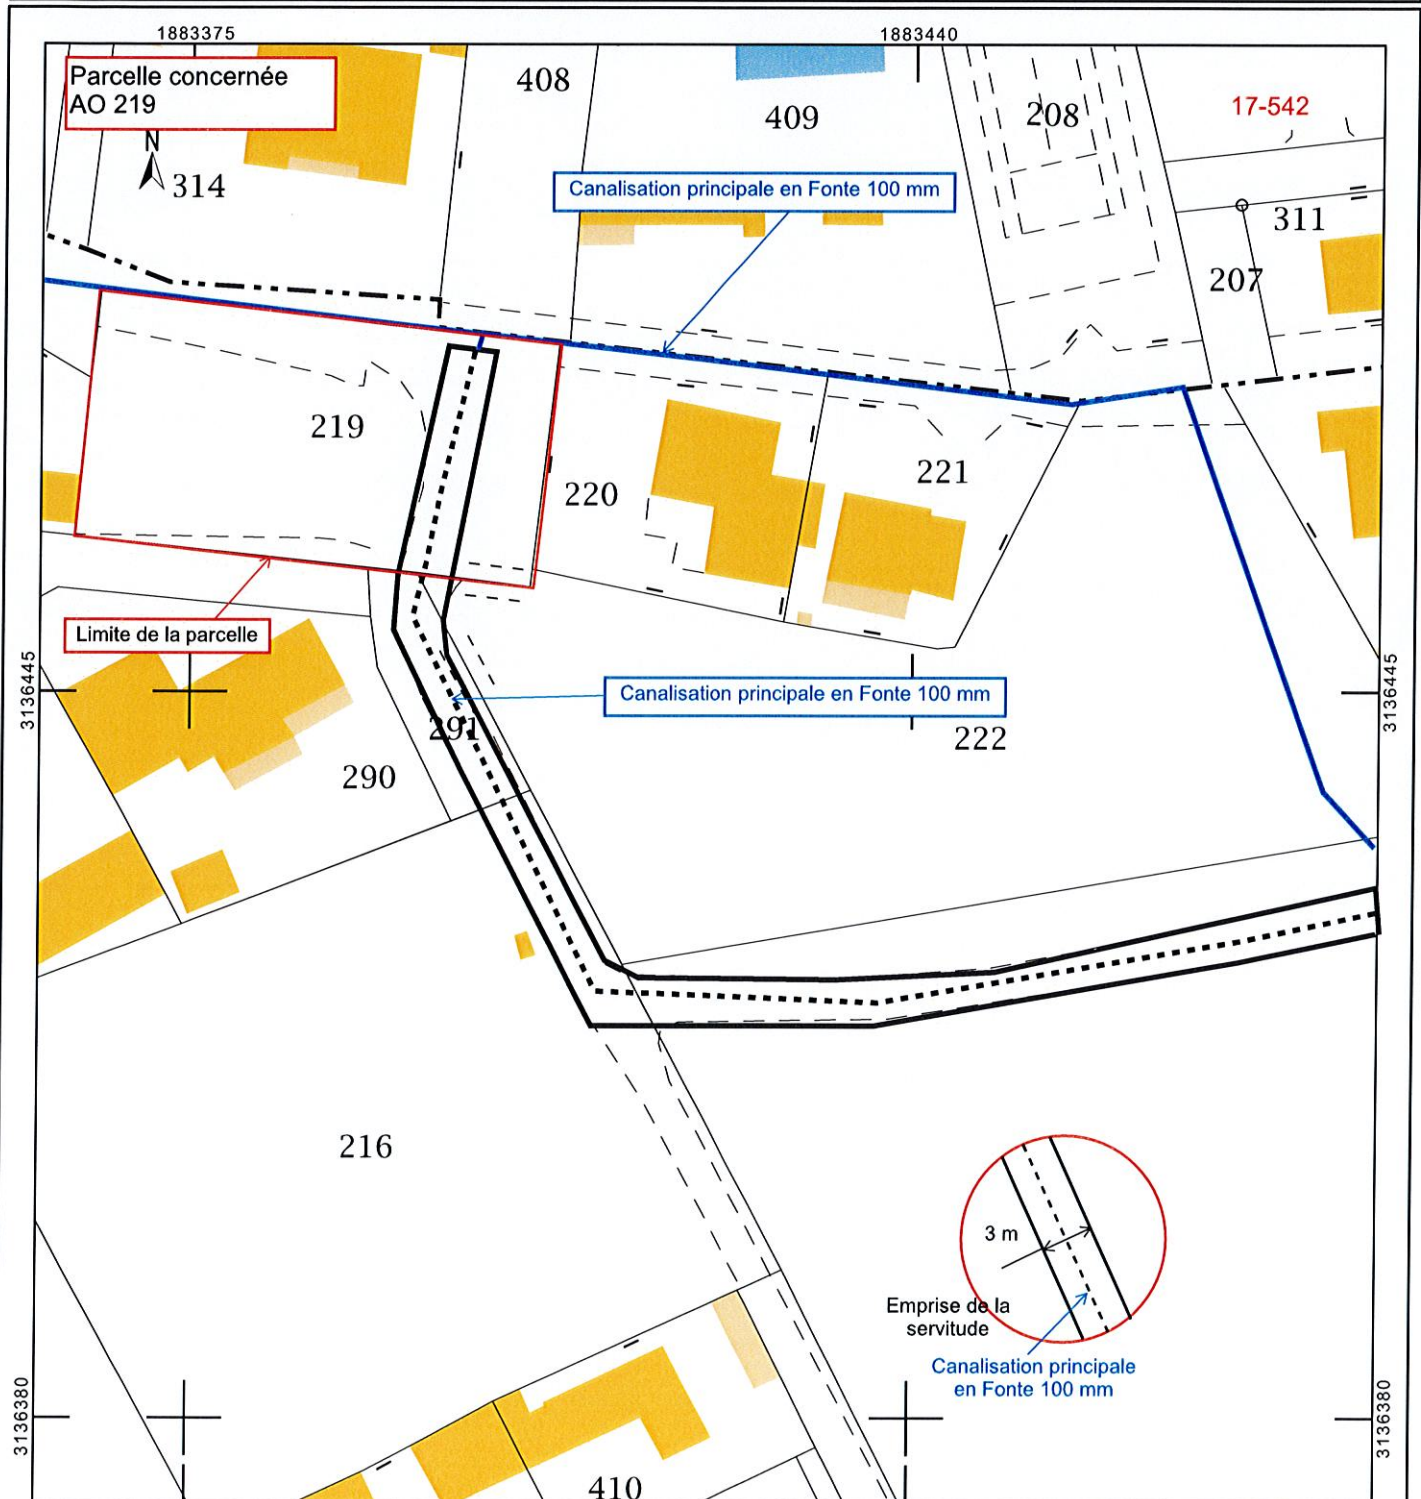 1883375
1883440
Parcelle concernée
AO 219
N
314
408
409
208
17-542
Canalisation principale en Fonte 100 mm
311
207
219
220
221
Limite de la parcelle
3136445
3136445
Canalisation principale en Fonte 100 mm
291
222
290
216
3 m
Emprise de la
servitude
Canalisation principale
en Fonte 100 mm
3136380
3136380
410